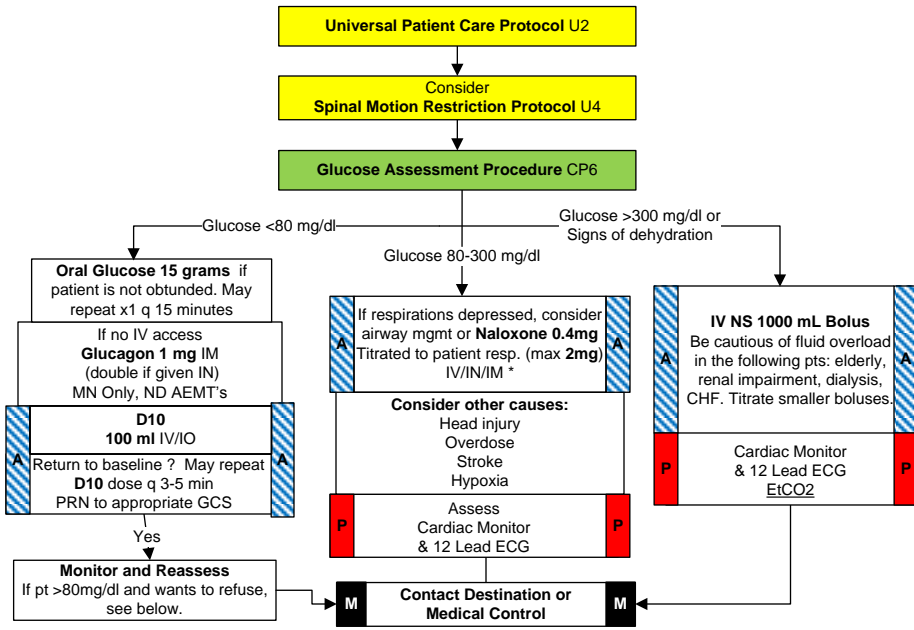 Universal Patient Care Protocol U2
Consider
Spinal Motion Restriction Protocol U4
Glucose Assessment Procedure CP6
Glucose <80 mg/dl
Glucose 80-300 mg/dl
Glucose >300 mg/dl or
Signs of dehydration
Oral Glucose 15 grams if
patient is not obtunded. May
repeat x1 q 15 minutes
If no IV access
Glucagon 1 mg IM
(double if given IN)
MN Only, ND AEMT's
A
D10
100 ml IV/IO
A
Return to baseline ? May repeat
D10 dose q 3-5 min
PRN to appropriate GCS
Yes
Monitor and Reassess
If pt >80mg/dl and wants to refuse,
see below.
A
If respirations depressed, consider
airway mgmt or Naloxone 0.4mg
Titrated to patient resp. (max 2mg)
IV/IN/IM *
A
Consider other causes:
Head injury
Overdose
Stroke
Hypoxia
P
Assess
Cardiac Monitor
& 12 Lead ECG
P
A
IV NS 1000 mL Bolus
Be cautious of fluid overload
in the following pts: elderly,
renal impairment, dialysis,
CHF. Titrate smaller boluses.
A
P
Cardiac Monitor
& 12 Lead ECG
EtCO2
P
M
Contact Destination or
Medical Control
M